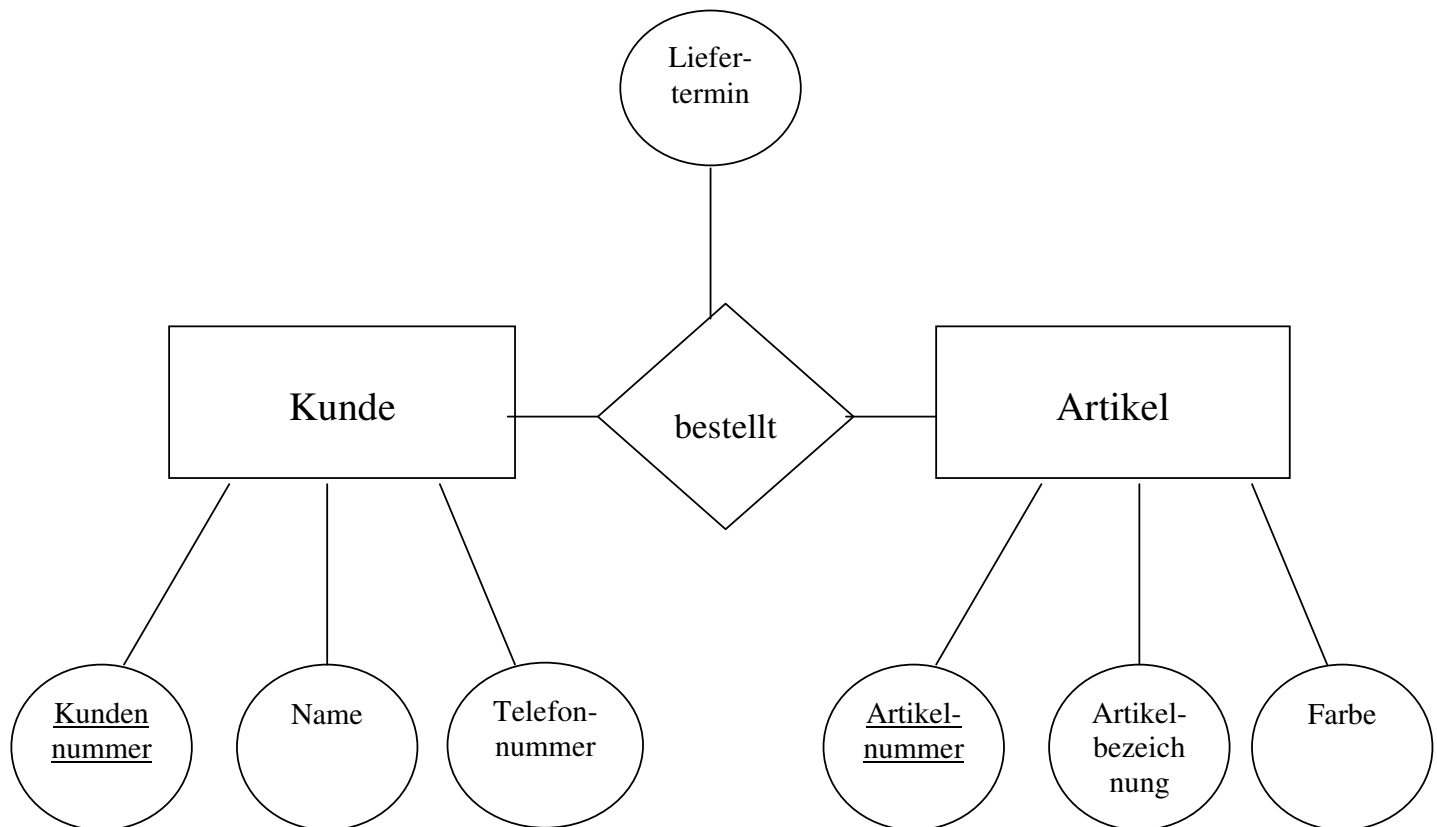 Liefer-
termin
Kunde
bestellt
Artikel
Kunden
nummer
Name
Telefon-
nummer
Artikel-
nummer
Artikel-
bezeich
nung
Farbe